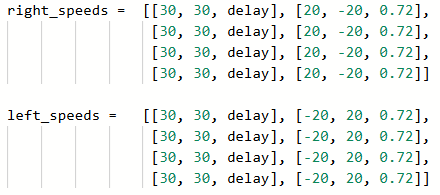 right_speeds =  [[30, 30, delay], [20, -20, 0.72],
[30, 30, delay], [20, -20, 0.72],
[30, 30, delay], [20, -20, 0.72],
[30, 30, delay], [20, -20, 0.72]]
left_speeds =   [[30, 30, delay], [-20, 20, 0.72],
[30, 30, delay], [-20, 20, 0.72],
[30, 30, delay], [-20, 20, 0.72],
[30, 30, delay], [-20, 20, 0.72]]